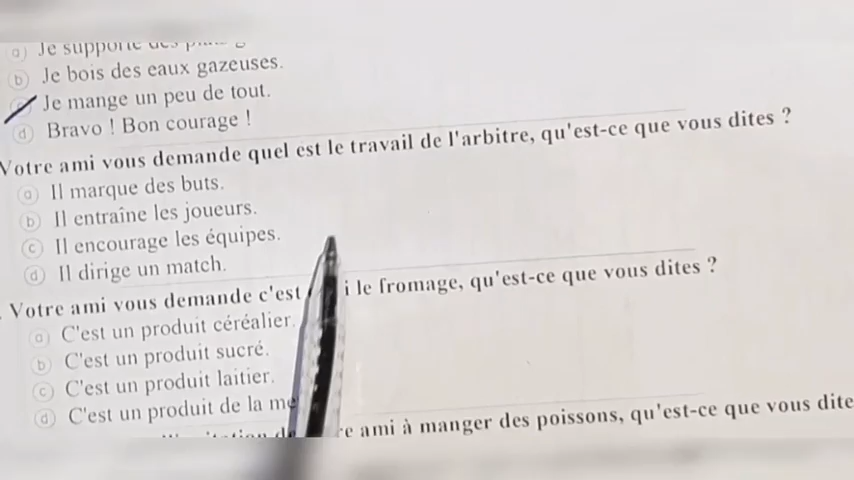 a Je supporte des
b Je bois des eaux gazeuses.
Je mange un peu de tout.
d Bravo ! Bon courage !
Votre ami vous demande quel est le travail de l'arbitre, qu'est-ce que vous dites ?
a Il marque des buts.
b Il entraîne les joueurs.
c Il encourage les équipes.
d Il dirige un match.
. Votre ami vous demande c'est i le fromage, qu'est-ce que vous dites ?
a C'est un produit céréalier.
b C'est un produit sucré.
c C'est un produit laitier.
d C'est un produit de la me
ami à manger des poissons, qu'est-ce que vous dite